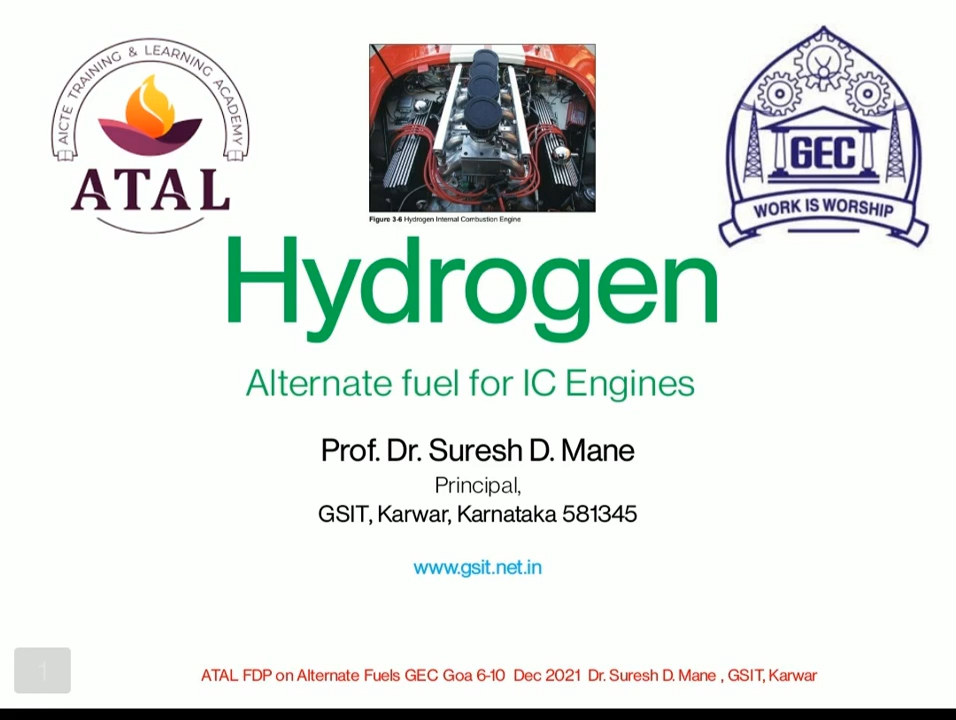 AICTE TRAINING & LEARNING ACADEMY
ATAL
Figure 3-6 Hydrogen Internal Combustion Engine
GEC
WORK IS WORSHIP
Hydrogen
Alternate fuel for IC Engines
Prof. Dr. Suresh D. Mane
Principal,
GSIT, Karwar, Karnataka 581345
www.gsit.net.in
1
ATAL FDP on Alternate Fuels GEC Goa 6-10 Dec 2021 Dr. Suresh D. Mane , GSIT, Karwar